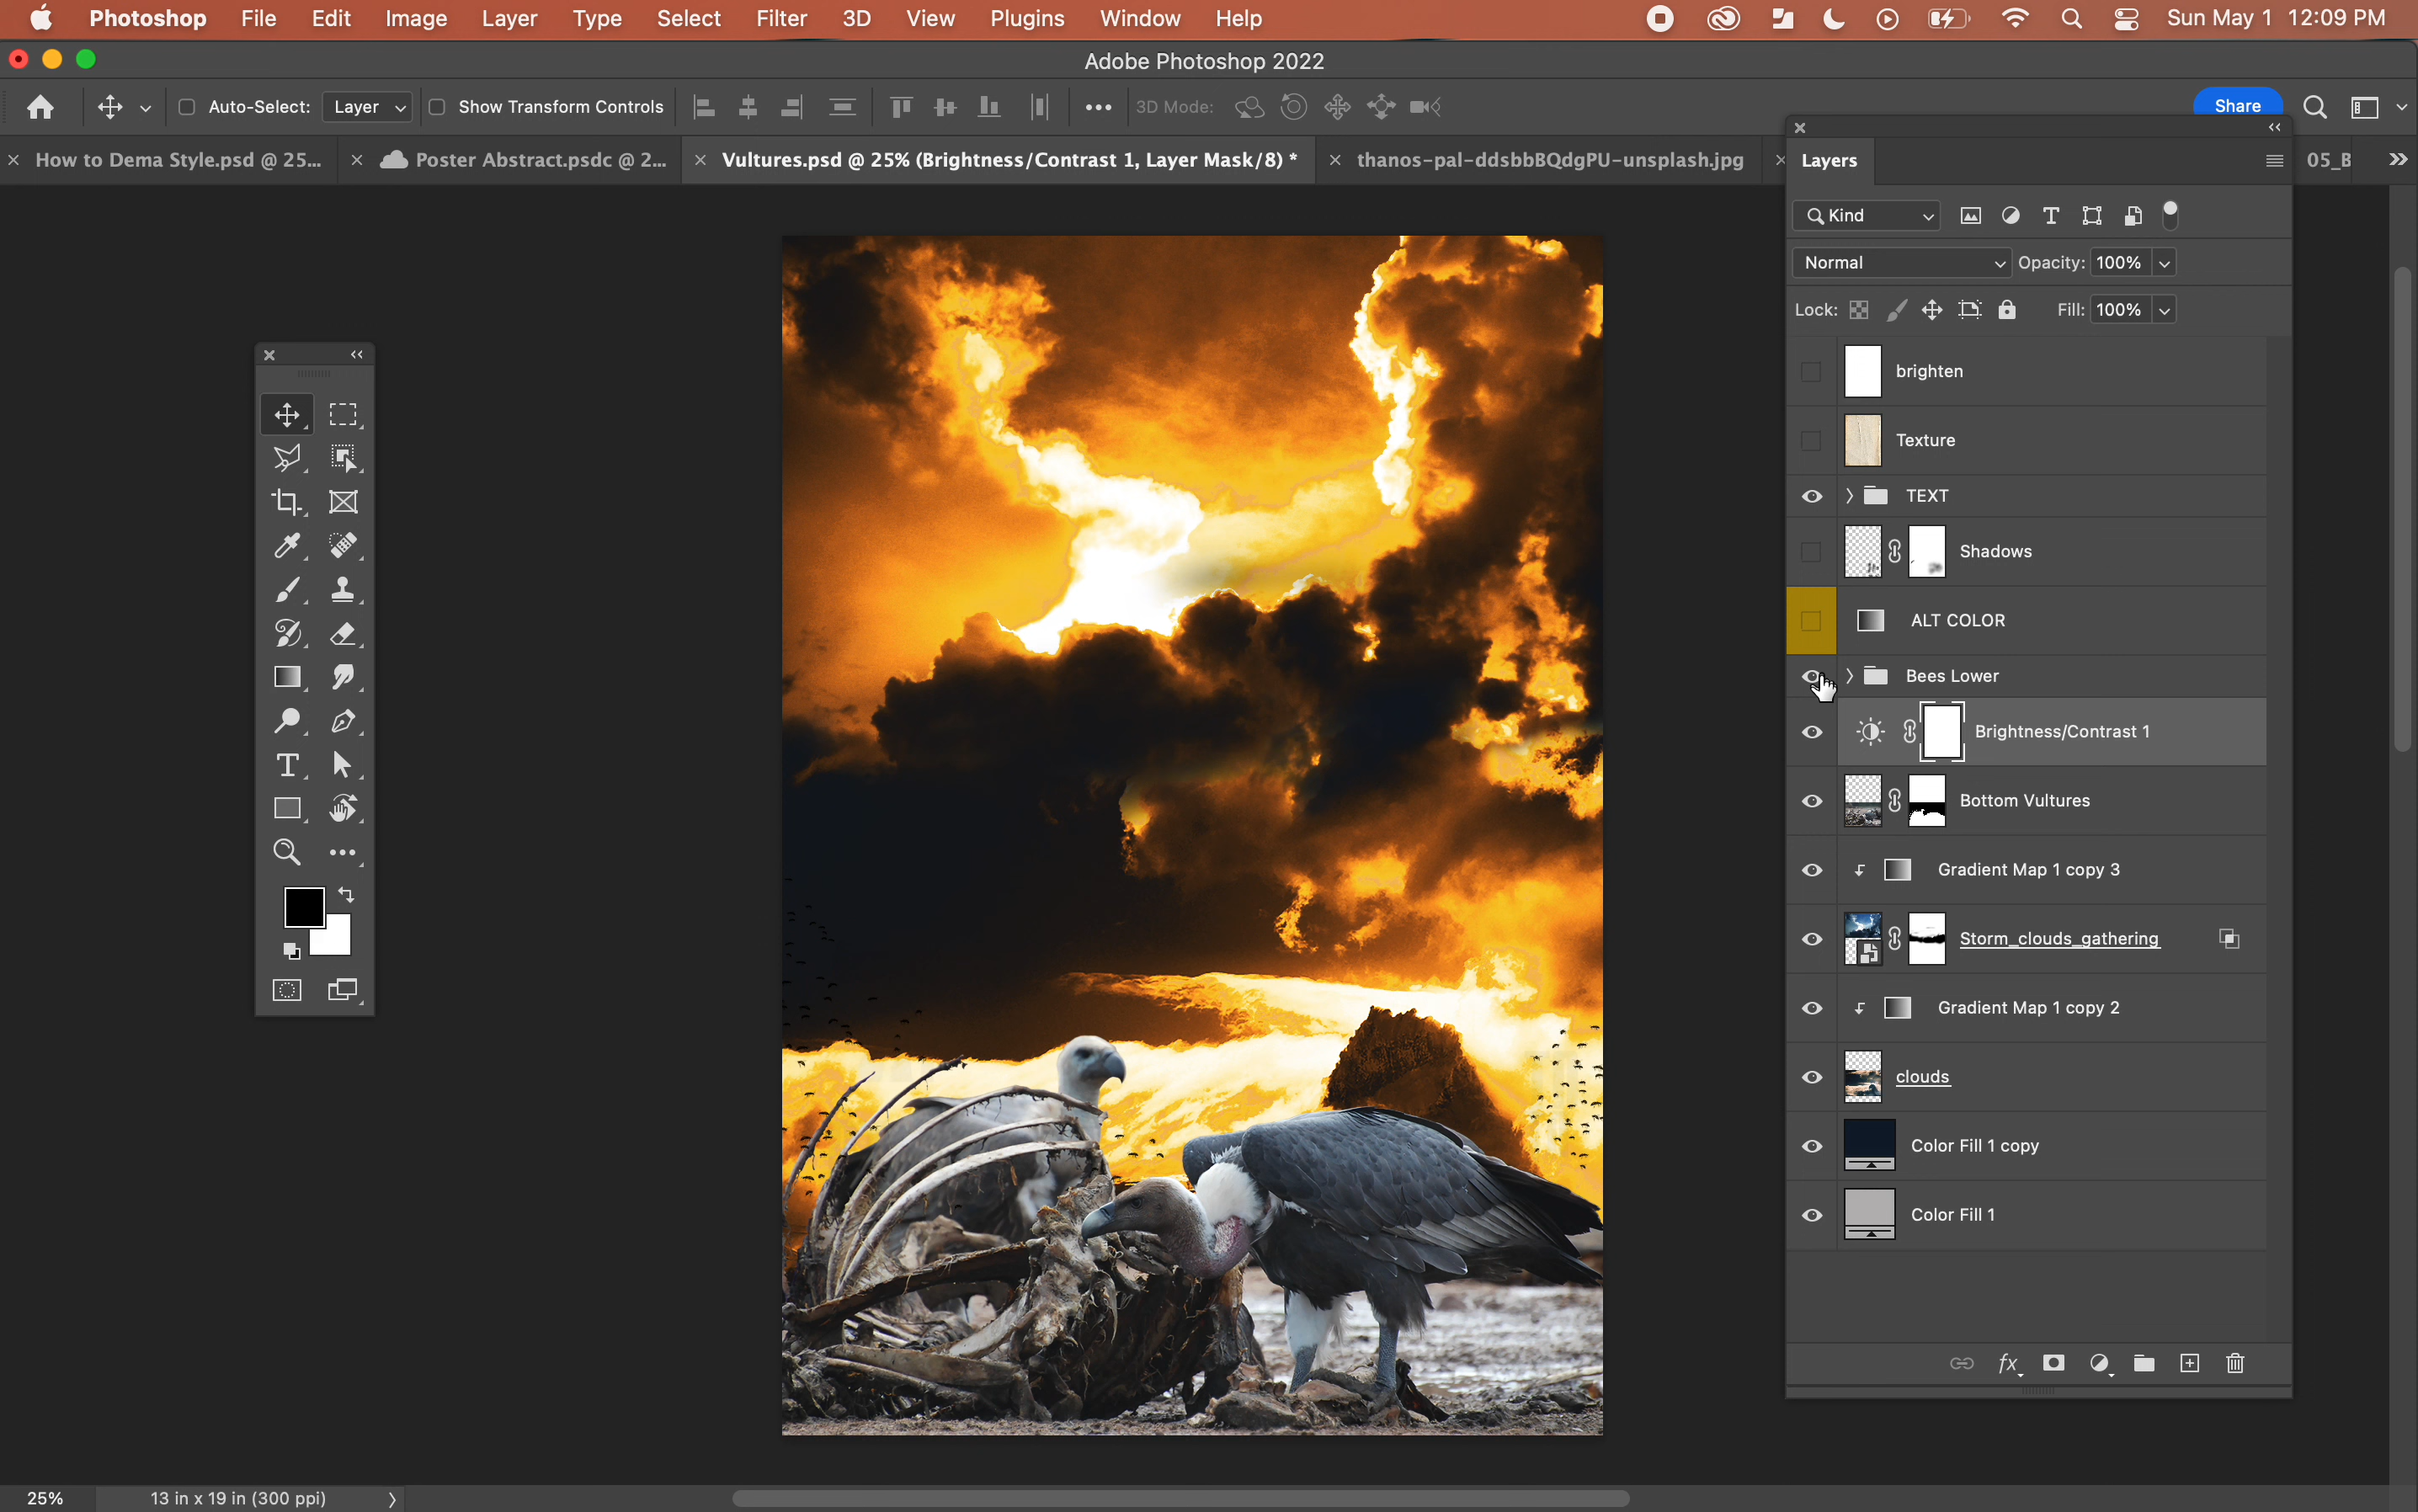 Photoshop File Edit Image Layer Type Select Filter 3D View Plugins Window Help Sun May 1 12:09 PM
Adobe Photoshop 2022
Auto-Select: Layer Show Transform Controls 3D Mode: Share
How to Dema Style.psd @ 25... Poster Abstract.psdc @ 2... Vultures.psd @ 25% (Brightness/Contrast 1, Layer Mask/8) * thanos-pal-ddsbbBQdgPU-unsplash.jpg 05_B
Layers
Kind
Normal Opacity: 100%
Lock: Fill: 100%
brighten
Texture
TEXT
Shadows
ALT COLOR
Bees Lower
Brightness/Contrast 1
Bottom Vultures
Gradient Map 1 copy 3
Storm_clouds_gathering
Gradient Map 1 copy 2
clouds
Color Fill 1 copy
Color Fill 1
fx
25% 13 in x 19 in (300 ppi)